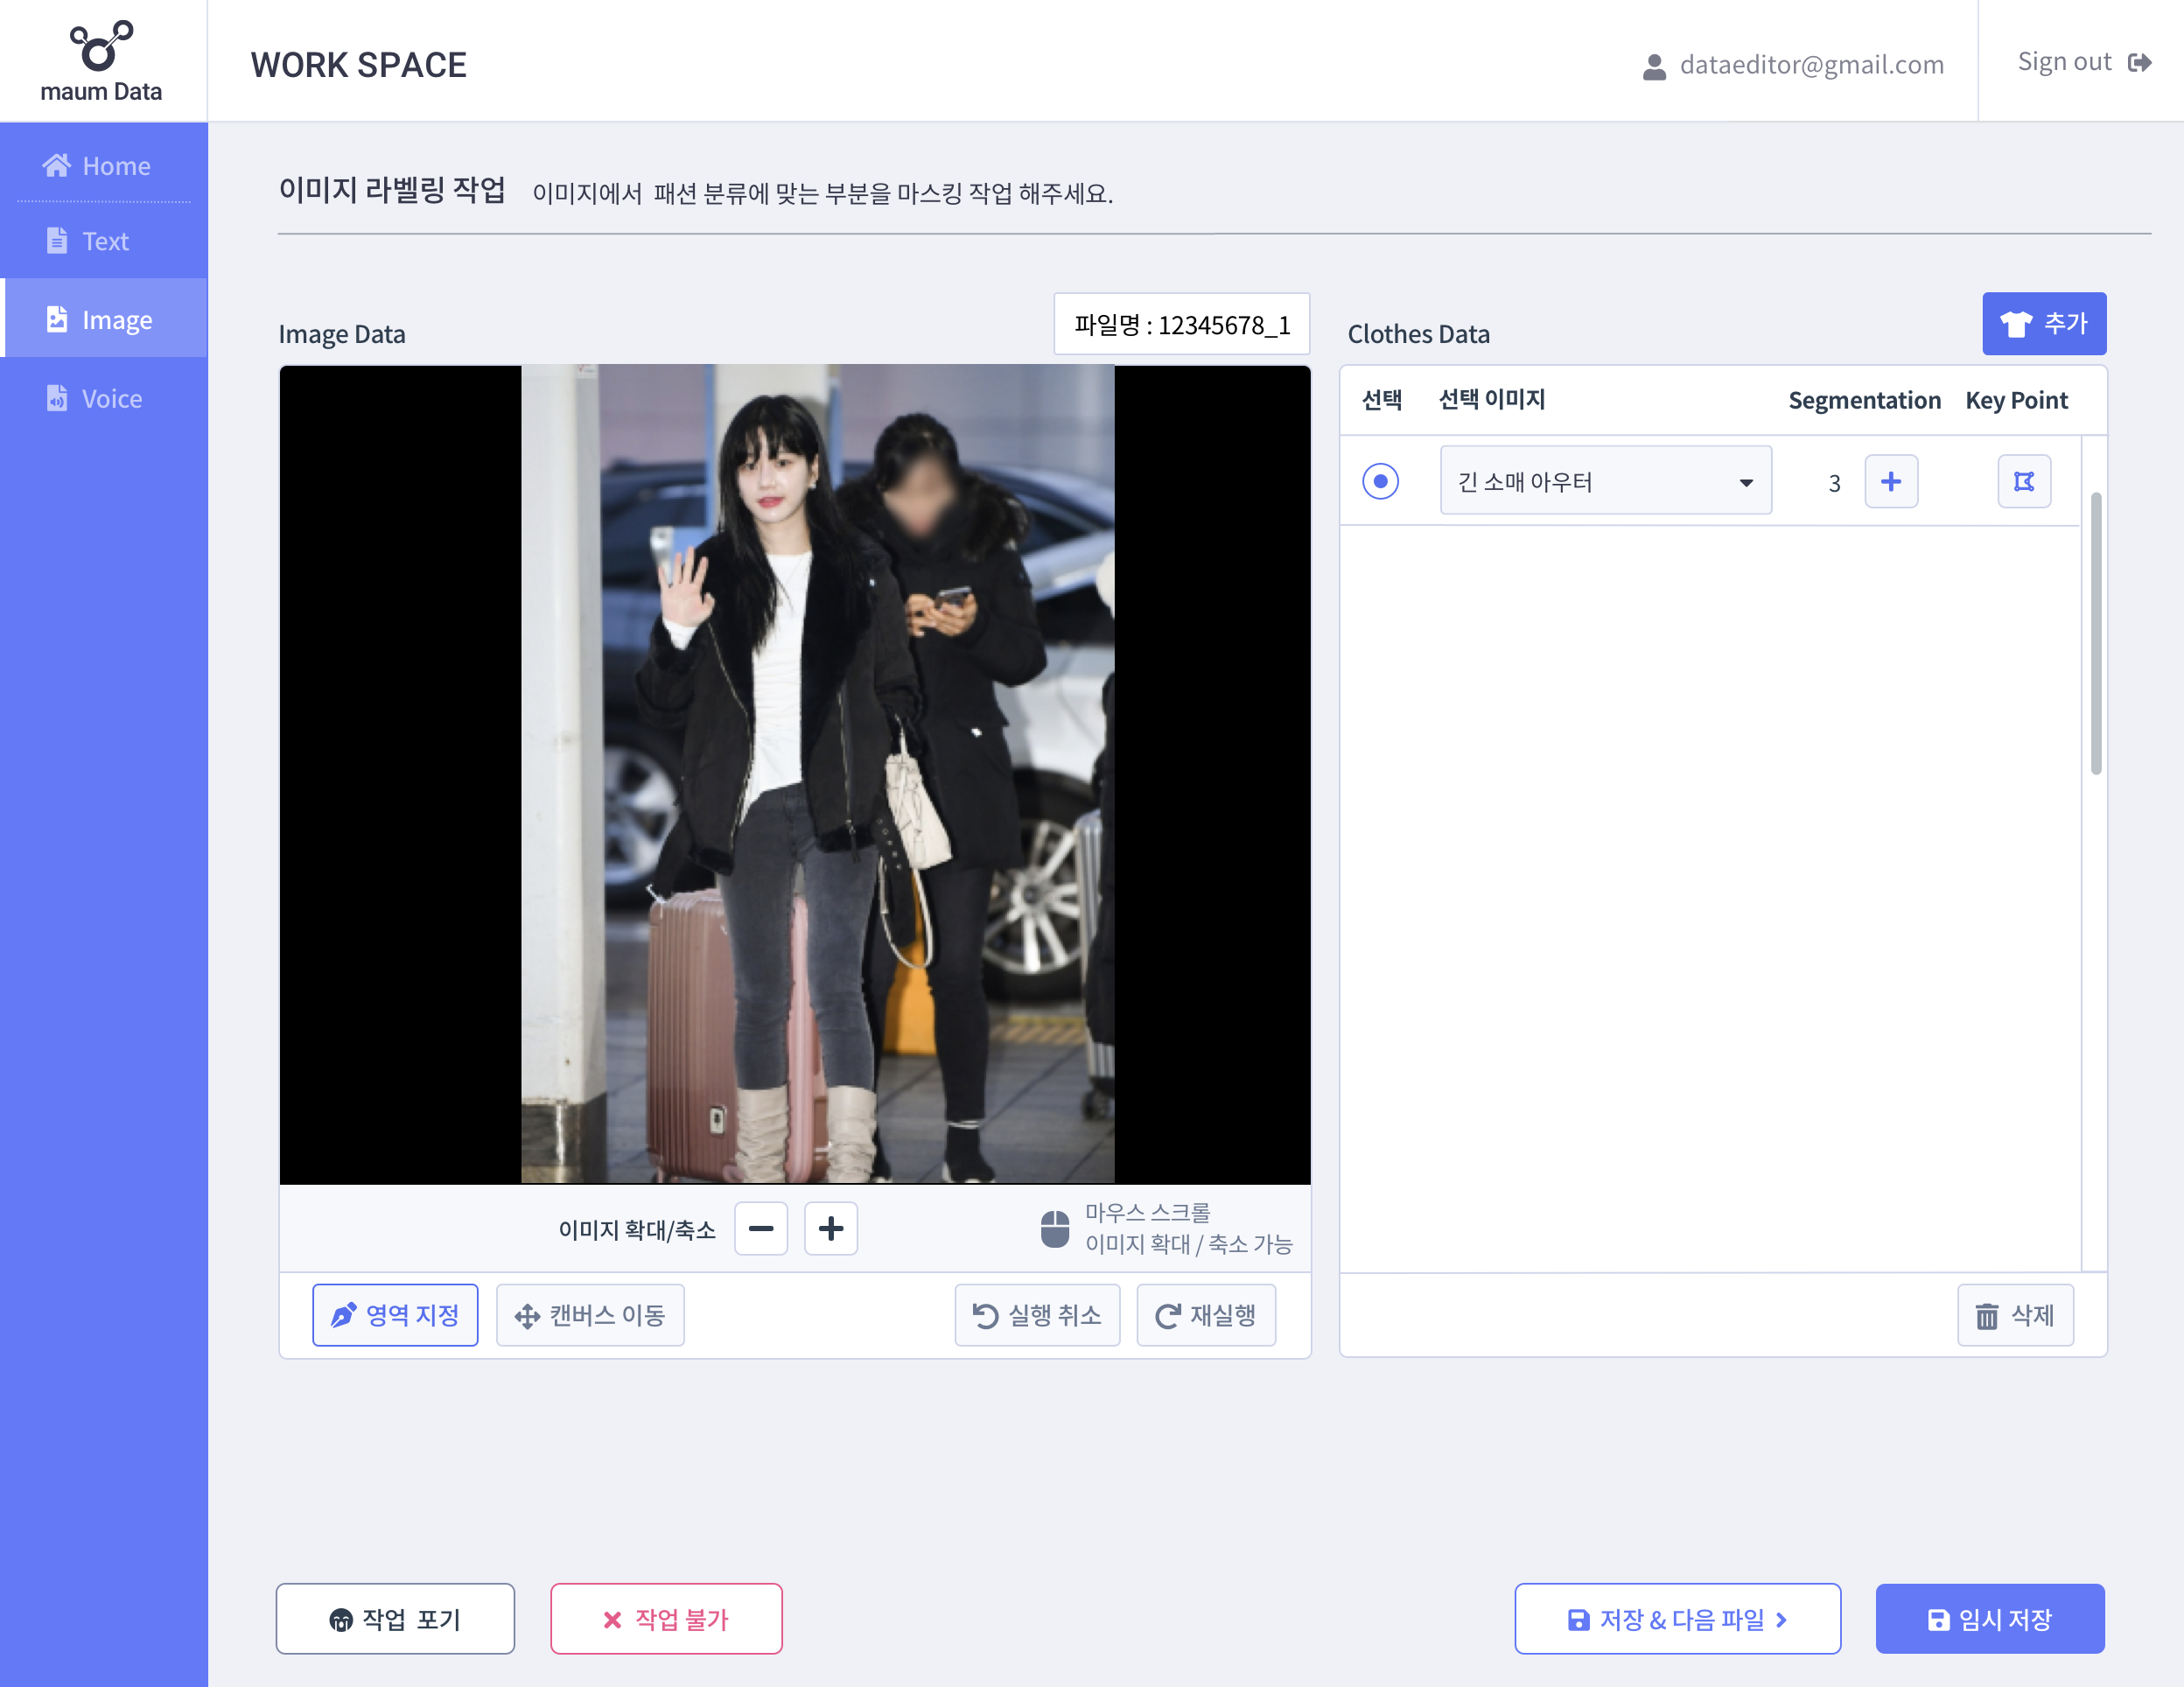 maum Data
WORK SPACE
dataeditor@gmail.com
Sign out
Home
Text
Image
Voice
이미지 라벨링 작업
이미지에서 패션 분류에 맞는 부분을 마스킹 작업 해주세요.
Image Data
파일명 : 12345678_1
Clothes Data
추가
선택
선택 이미지
Segmentation
Key Point
긴 소매 아우터
3
이미지 확대/축소
마우스 스크롤
이미지 확대 / 축소 가능
영역 지정
캔버스 이동
실행 취소
재실행
삭제
작업 포기
작업 불가
저장 & 다음 파일
임시 저장